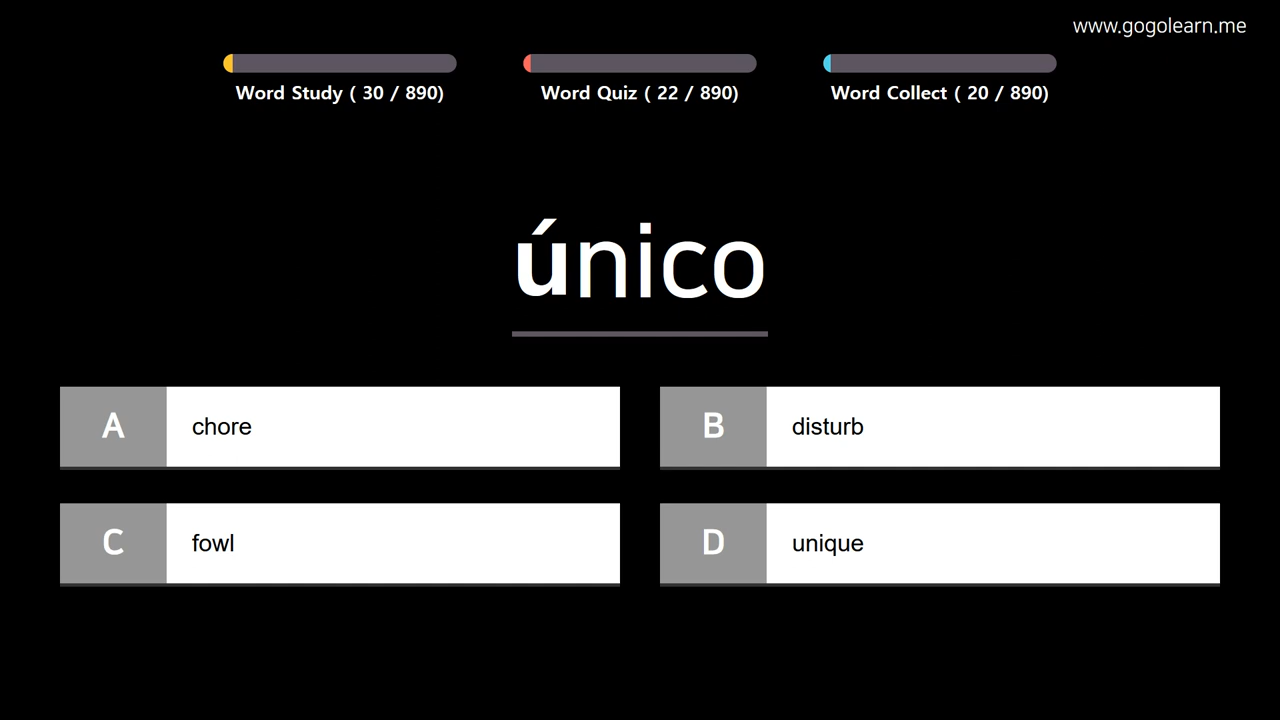 www.gogolearn.me
Word Study ( 30 / 890)
Word Quiz ( 22 / 890)
Word Collect ( 20 / 890)
único
A chore
B disturb
C fowl
D unique